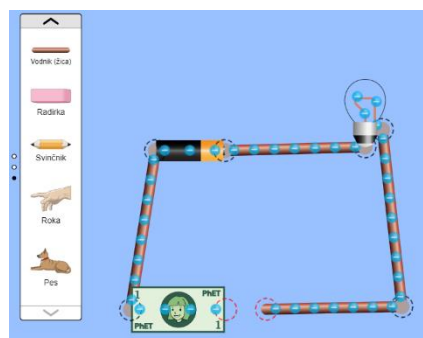 Vodnik (žica)
Radirka
Svinčnik
Roka
Pes
1 PhET
PhET 1